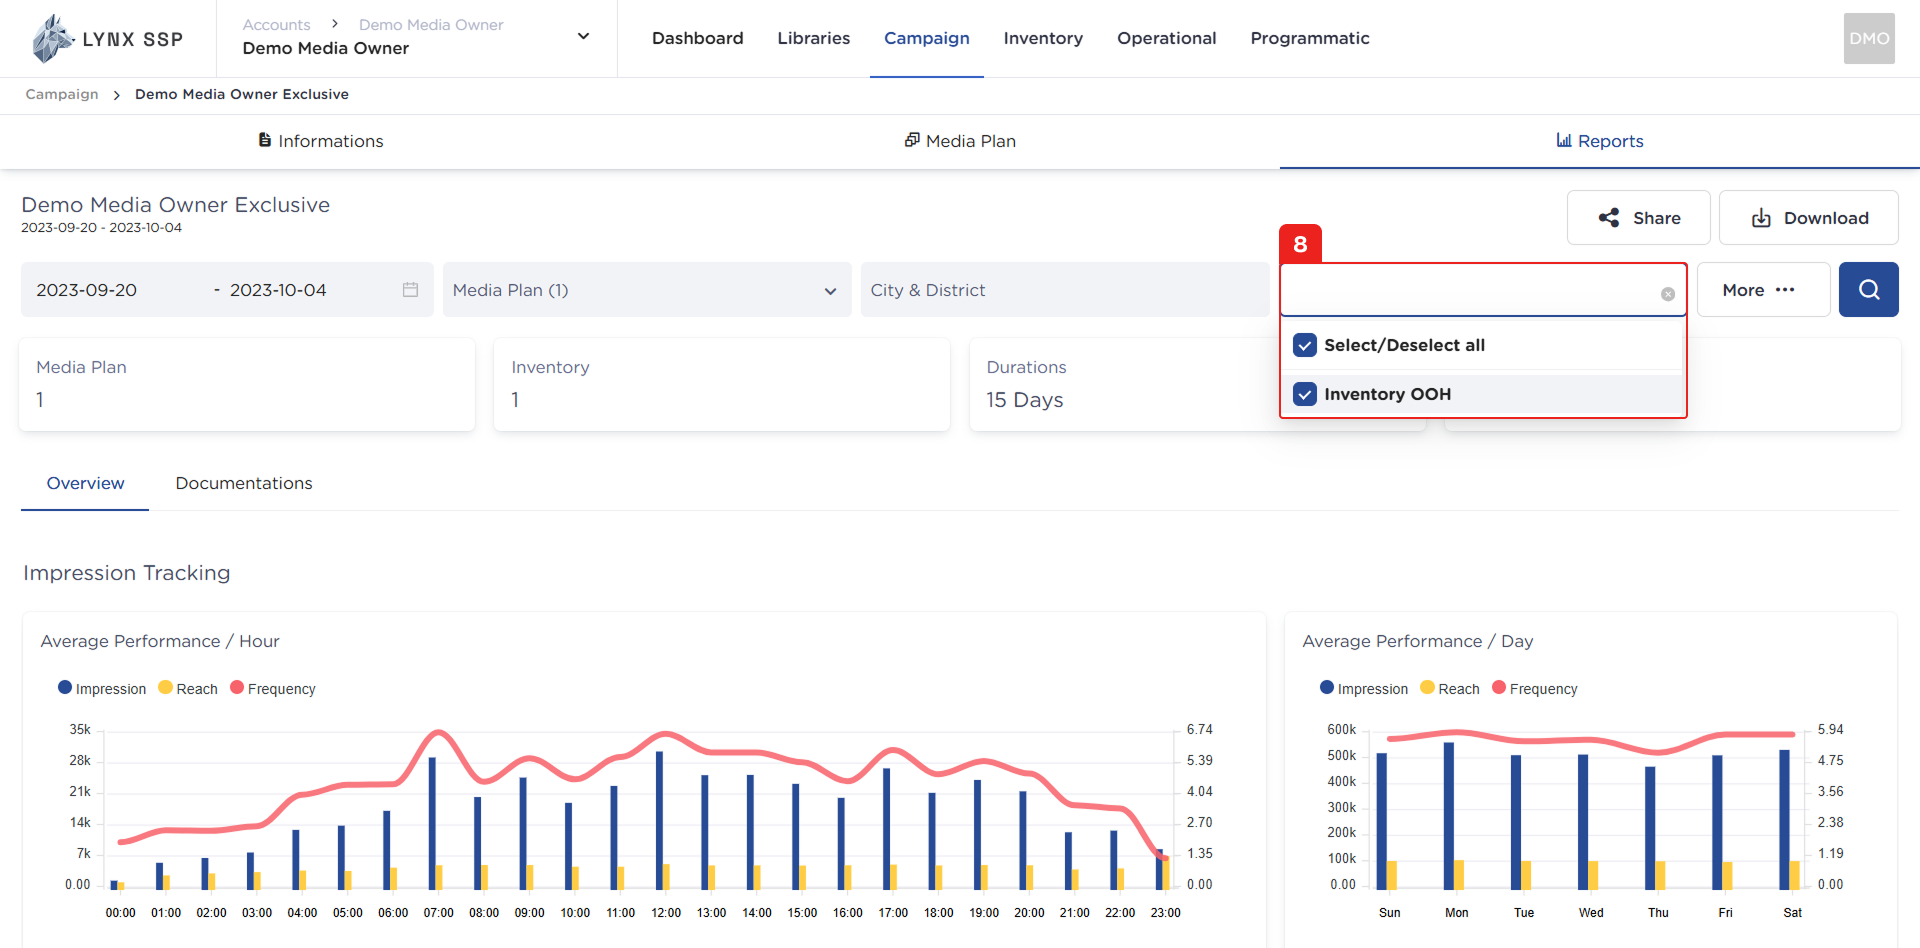 LYNX SSP
Accounts > Demo Media Owner
Demo Media Owner
Dashboard Libraries Campaign Inventory Operational Programmatic
DMO
Campaign > Demo Media Owner Exclusive
Informations Media Plan Reports
Demo Media Owner Exclusive
2023-09-20 - 2023-10-04
Share Download
8
2023-09-20 - 2023-10-04 Media Plan (1) City & District More
Select/Deselect all
Inventory OOH
Media Plan Inventory Durations
1 1 15 Days
Overview Documentations
Impression Tracking
Average Performance / Hour
Impression Reach Frequency
35k 6.74
28k 5.39
21k 4.04
14k 2.70
7k 1.35
0.00 0.00
00:00 01:00 02:00 03:00 04:00 05:00 06:00 07:00 08:00 09:00 10:00 11:00 12:00 13:00 14:00 15:00 16:00 17:00 18:00 19:00 20:00 21:00 22:00 23:00
Average Performance / Day
Impression Reach Frequency
600k 5.94
500k 4.75
400k 3.56
300k 2.38
200k 1.19
100k 0.00
0.00
Sun Mon Tue Wed Thu Fri Sat